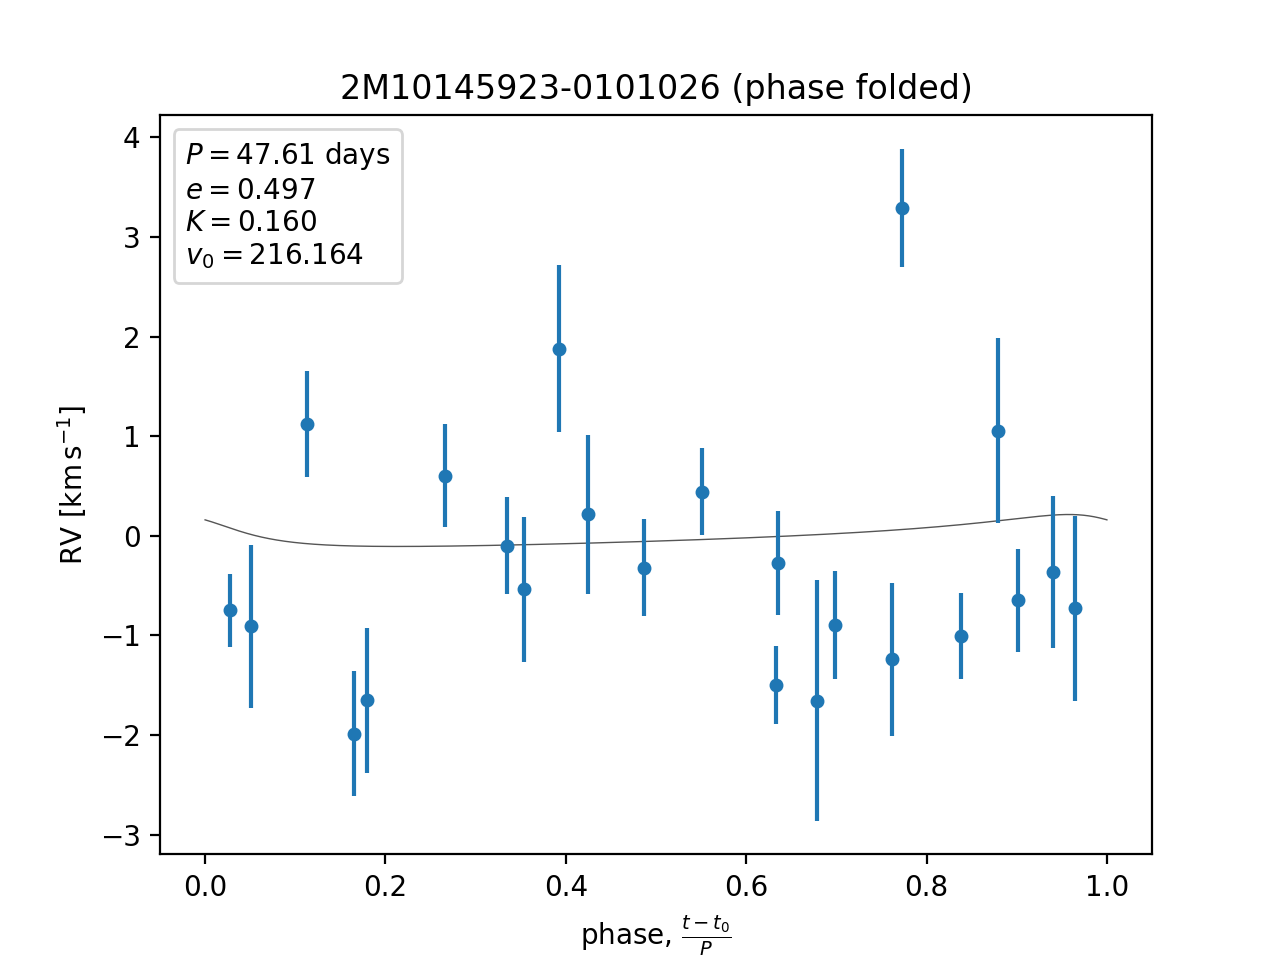 2M10145923-0101026 (phase folded)
P = 47.61 days
e = 0.497
K = 0.160
v₀ = 216.164
4
3
2
1
0
−1
−2
−3
RV [km s⁻¹]
0.0 0.2 0.4 0.6 0.8 1.0
phase, (t − t₀)/P